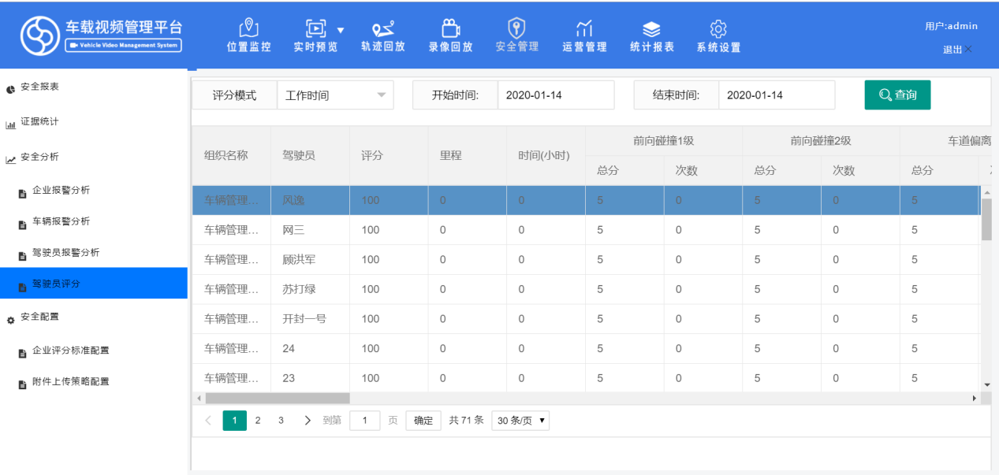 车载视频管理平台
Vehicle Video Management System
位置监控 实时预览 轨迹回放 录像回放 安全管理 运营管理 统计报表 系统设置
用户:admin
退出
安全报表
证据统计
安全分析
企业报警分析
车辆报警分析
驾驶员报警分析
驾驶员评分
安全配置
企业评分标准配置
附件上传策略配置
评分模式 工作时间 开始时间: 2020-01-14 结束时间: 2020-01-14 查询
组织名称 驾驶员 评分 里程 时间(小时) 前向碰撞1级 前向碰撞2级 车道偏离
总分 次数 总分 次数 总分
车辆管理... 风逸 100 0 0 5 0 5 0 5
车辆管理... 网三 100 0 0 5 0 5 0 5
车辆管理... 顾洪军 100 0 0 5 0 5 0 5
车辆管理... 苏打绿 100 0 0 5 0 5 0 5
车辆管理... 开封一号 100 0 0 5 0 5 0 5
车辆管理... 24 100 0 0 5 0 5 0 5
车辆管理... 23 100 0 0 5 0 5 0 5
1 2 3 到第 1 页 确定 共 71 条 30 条/页